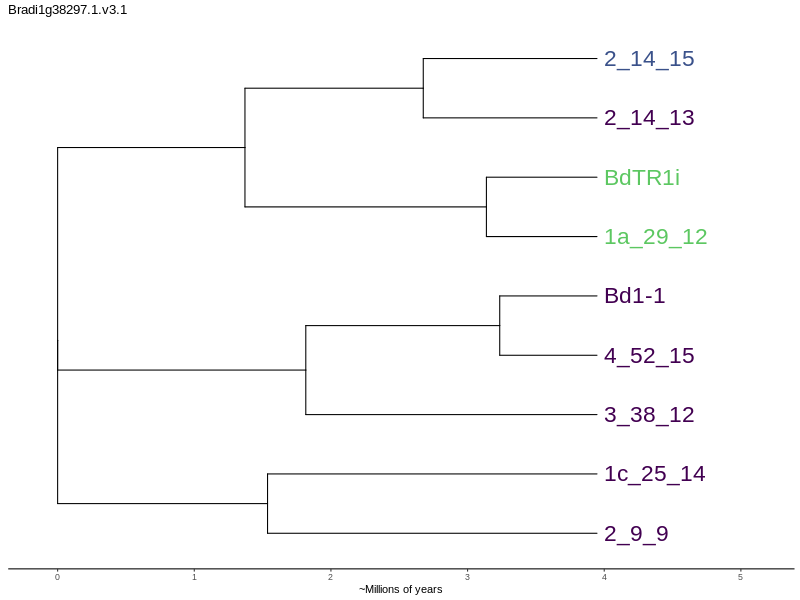 Bradi1g38297.1.v3.1
2_14_15
2_14_13
BdTR1i
1a_29_12
Bd1-1
4_52_15
3_38_12
1c_25_14
2_9_9
0 1 2 3 4 5
~Millions of years